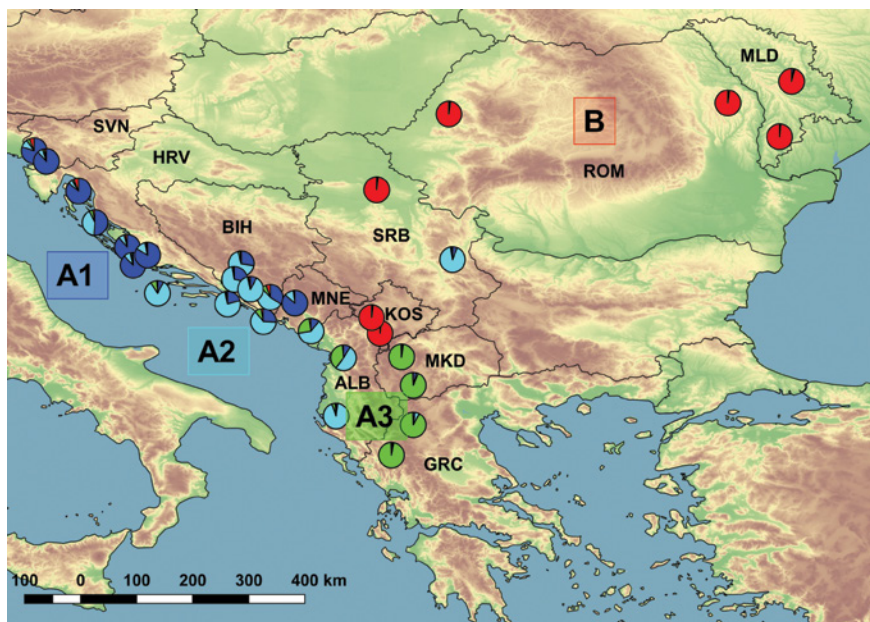 MLD
SVN
B
HRV
ROM
BIH
SRB
A1
MNE
KOS
A2
MKD
ALB
A3
GRC
100 0 100 200 300 400 km